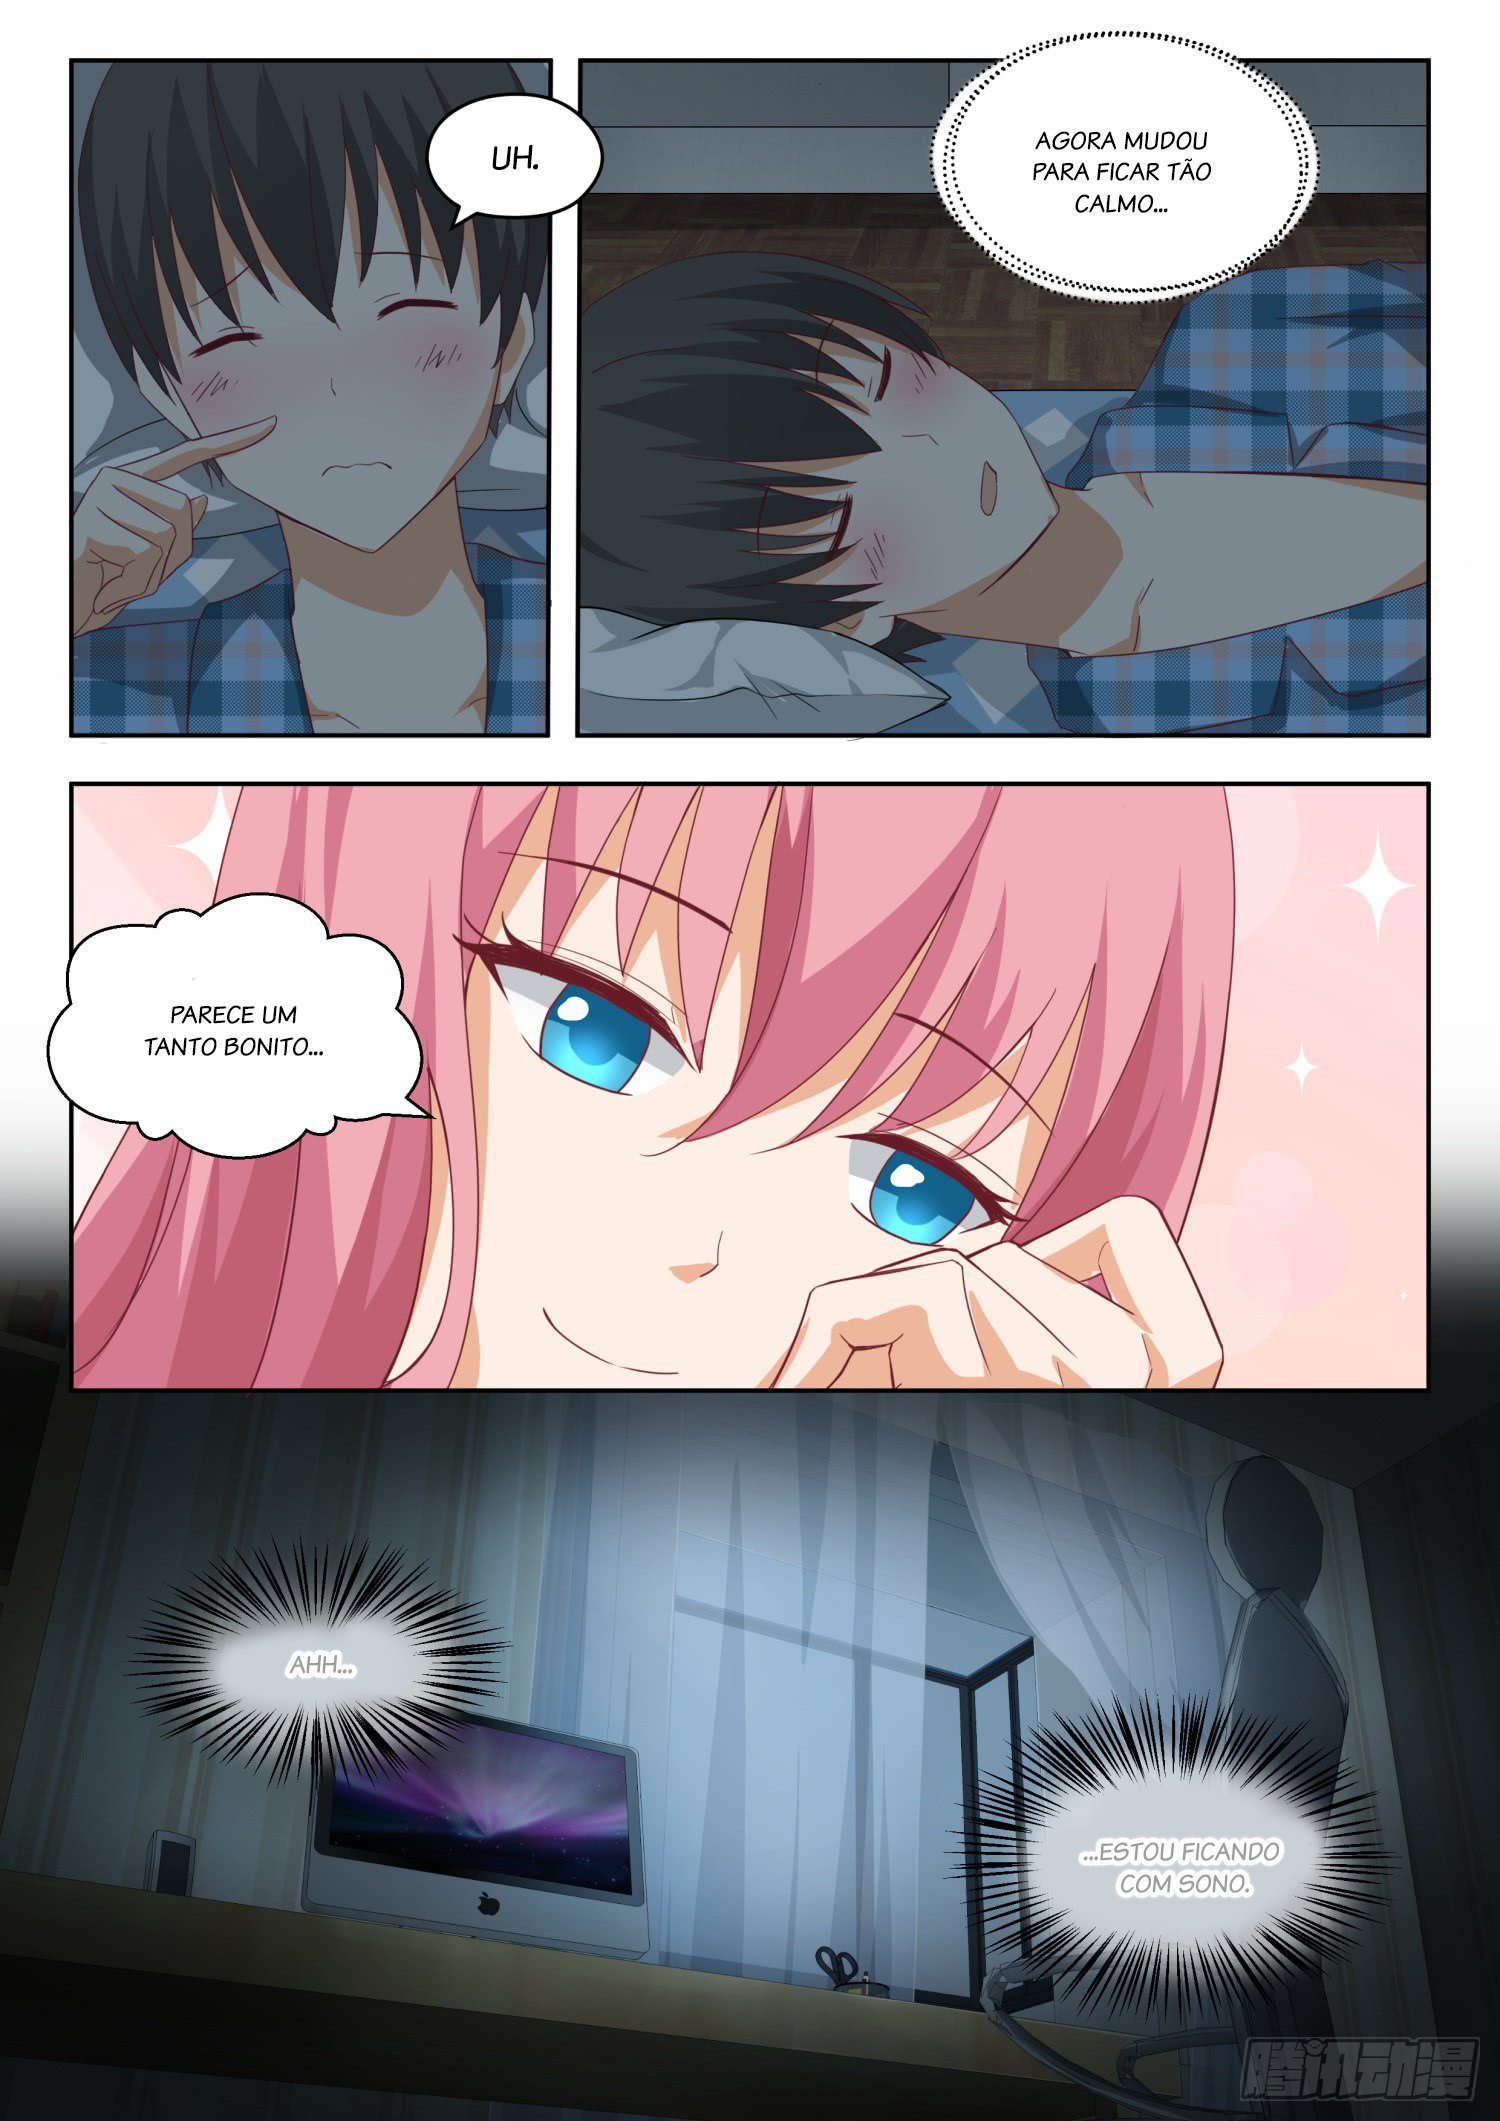 UH.
AGORA MUDOU
PARA FICAR TÃO
CALMO...
PARECE UM
TANTO BONITO...
AHH...
...ESTOU FICANDO
COM SONO.
腾讯动漫